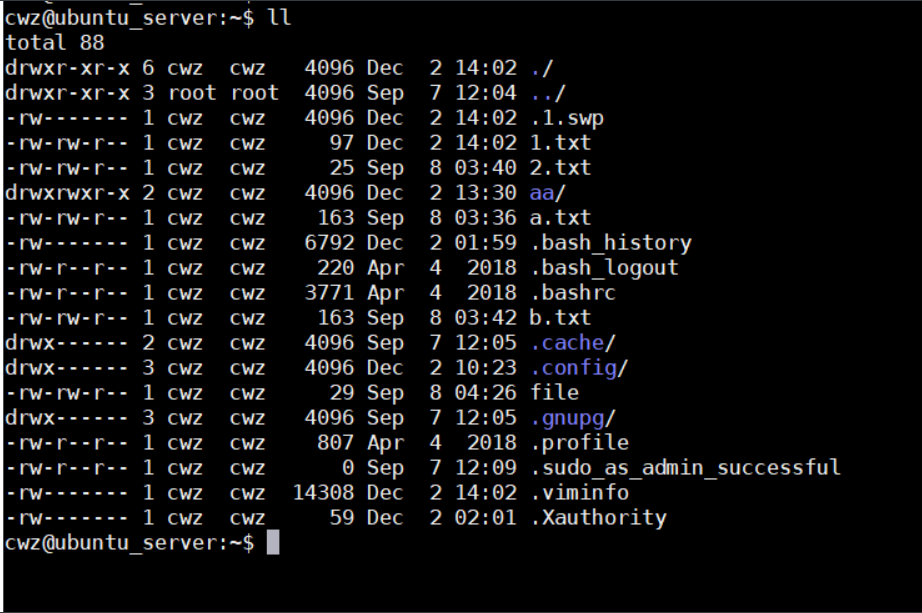 cwz@ubuntu_server:~$ ll
total 88
drwxr-xr-x 6 cwz  cwz   4096 Dec  2 14:02 ./
drwxr-xr-x 3 root root  4096 Sep  7 12:04 ../
-rw------- 1 cwz  cwz   4096 Dec  2 14:02 .1.swp
-rw-rw-r-- 1 cwz  cwz     97 Dec  2 14:02 1.txt
-rw-rw-r-- 1 cwz  cwz     25 Sep  8 03:40 2.txt
drwxrwxr-x 2 cwz  cwz   4096 Dec  2 13:30 aa/
-rw-rw-r-- 1 cwz  cwz    163 Sep  8 03:36 a.txt
-rw------- 1 cwz  cwz   6792 Dec  2 01:59 .bash_history
-rw-r--r-- 1 cwz  cwz    220 Apr  4  2018 .bash_logout
-rw-r--r-- 1 cwz  cwz   3771 Apr  4  2018 .bashrc
-rw-rw-r-- 1 cwz  cwz    163 Sep  8 03:42 b.txt
drwx------ 2 cwz  cwz   4096 Sep  7 12:05 .cache/
drwx------ 3 cwz  cwz   4096 Dec  2 10:23 .config/
-rw-rw-r-- 1 cwz  cwz     29 Sep  8 04:26 file
drwx------ 3 cwz  cwz   4096 Sep  7 12:05 .gnupg/
-rw-r--r-- 1 cwz  cwz    807 Apr  4  2018 .profile
-rw-r--r-- 1 cwz  cwz      0 Sep  7 12:09 .sudo_as_admin_successful
-rw------- 1 cwz  cwz  14308 Dec  2 14:02 .viminfo
-rw------- 1 cwz  cwz     59 Dec  2 02:01 .Xauthority
cwz@ubuntu_server:~$